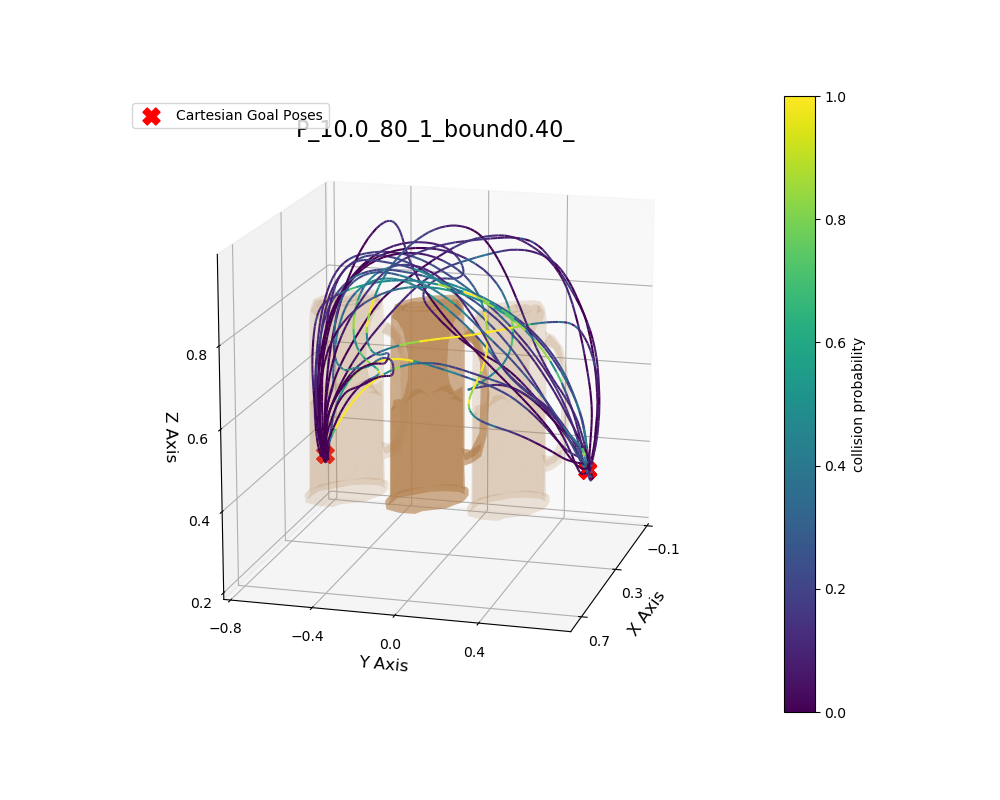 Cartesian Goal Poses
P_10.0_80_1_bound0.40_
1.0
0.8
0.6
0.4
0.2
0.0
collision probability
Z Axis
0.8
0.6
0.4
0.2
−0.8
−0.4
0.0
0.4
Y Axis
−0.1
0.3
0.7
X Axis